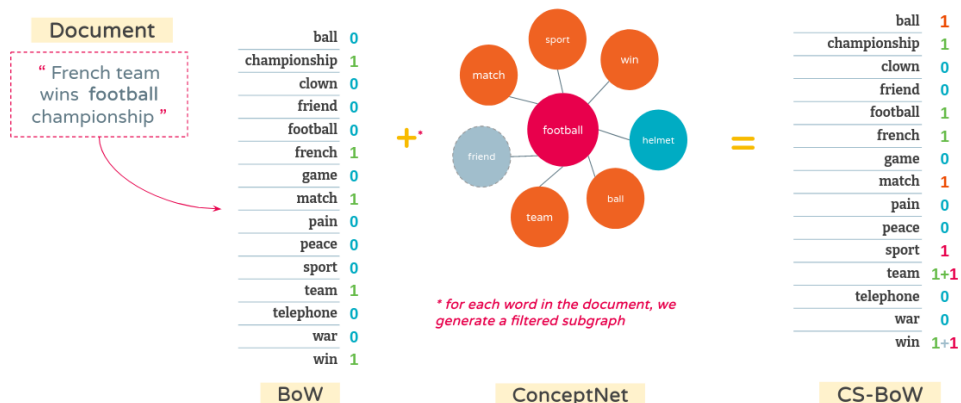 Document
“ French team
wins football
championship ”
ball 0
championship 1
clown 0
friend 0
football 0
french 1
game 0
match 1
pain 0
peace 0
sport 0
team 1
telephone 0
war 0
win 1
BoW
+*
sport
match
win
football
friend
helmet
team
ball
* for each word in the document, we
generate a filtered subgraph
ConceptNet
=
ball 1
championship 1
clown 0
friend 0
football 1
french 1
game 0
match 1
pain 0
peace 0
sport 1
team 1+1
telephone 0
war 0
win 1+1
CS-BoW